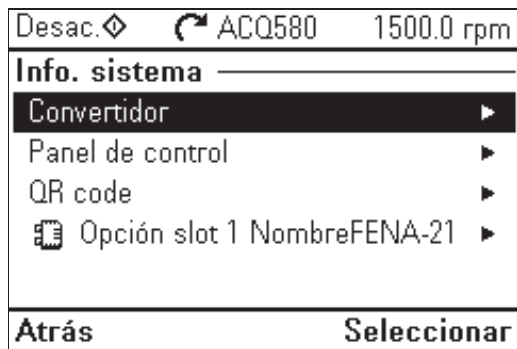 Desac. ACQ580 1500.0 rpm
Info. sistema
Convertidor
Panel de control
QR code
Opción slot 1 NombreFENA-21
Atrás Seleccionar